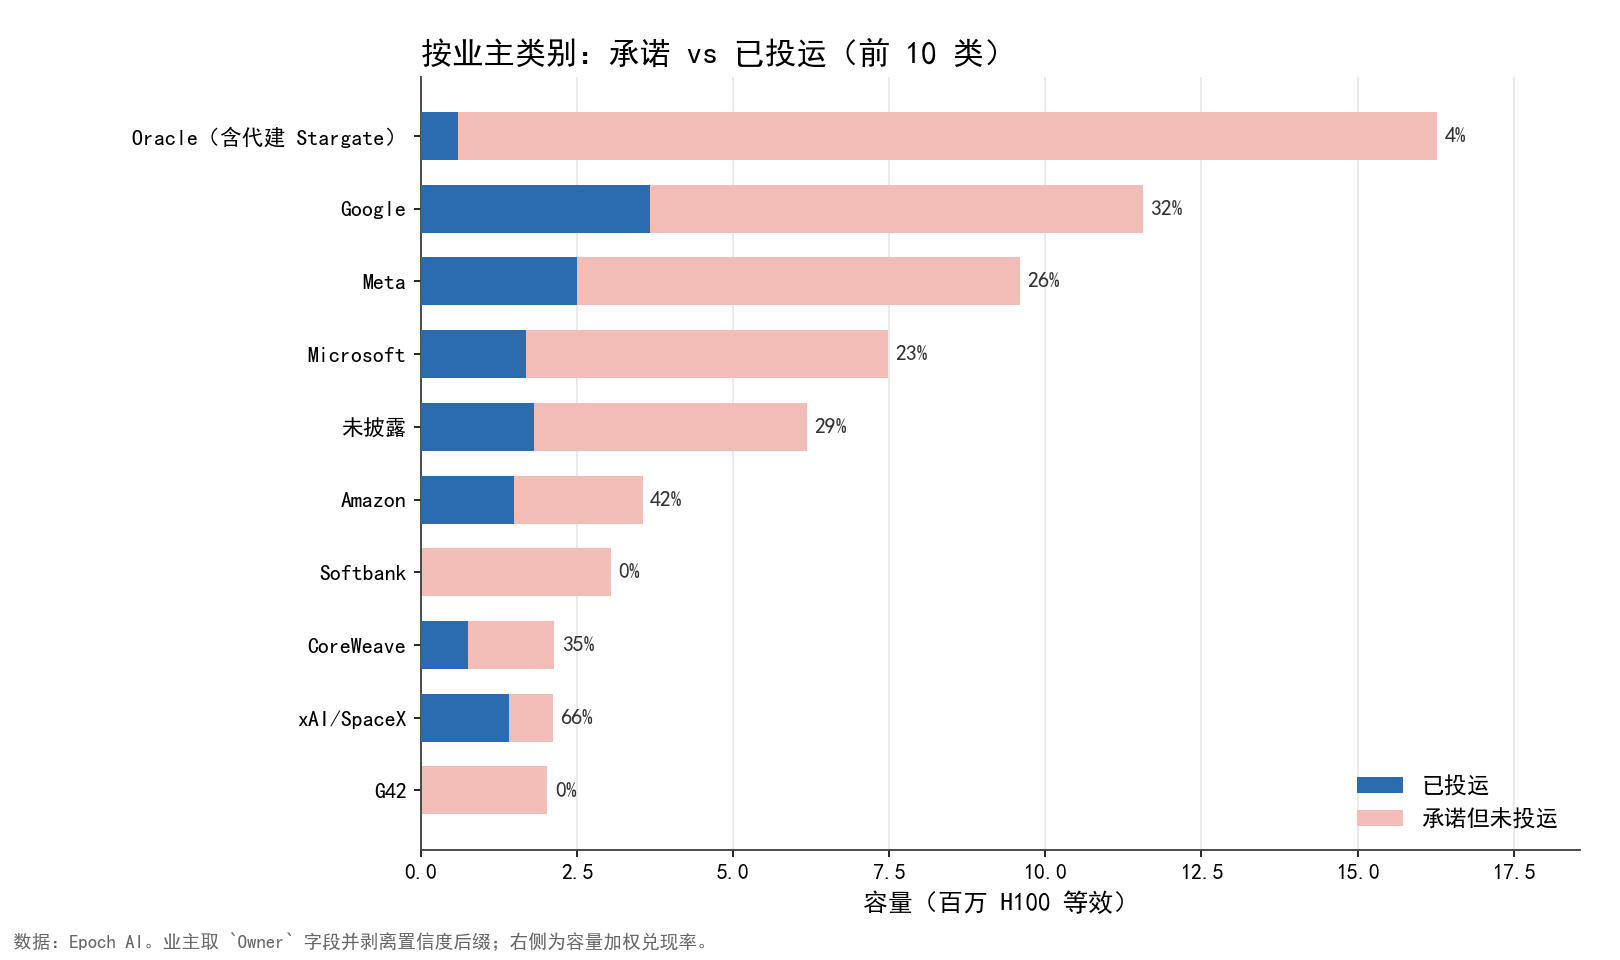 按业主类别：承诺 vs 已投运（前 10 类）
Oracle（含代建 Stargate）
4%
Google
32%
Meta
26%
Microsoft
23%
未披露
29%
Amazon
42%
Softbank
0%
CoreWeave
35%
xAI/SpaceX
66%
G42
0%
已投运
承诺但未投运
0.0 2.5 5.0 7.5 10.0 12.5 15.0 17.5
容量（百万 H100 等效）
数据：Epoch AI。业主取 `Owner` 字段并剥离置信度后缀；右侧为容量加权兑现率。